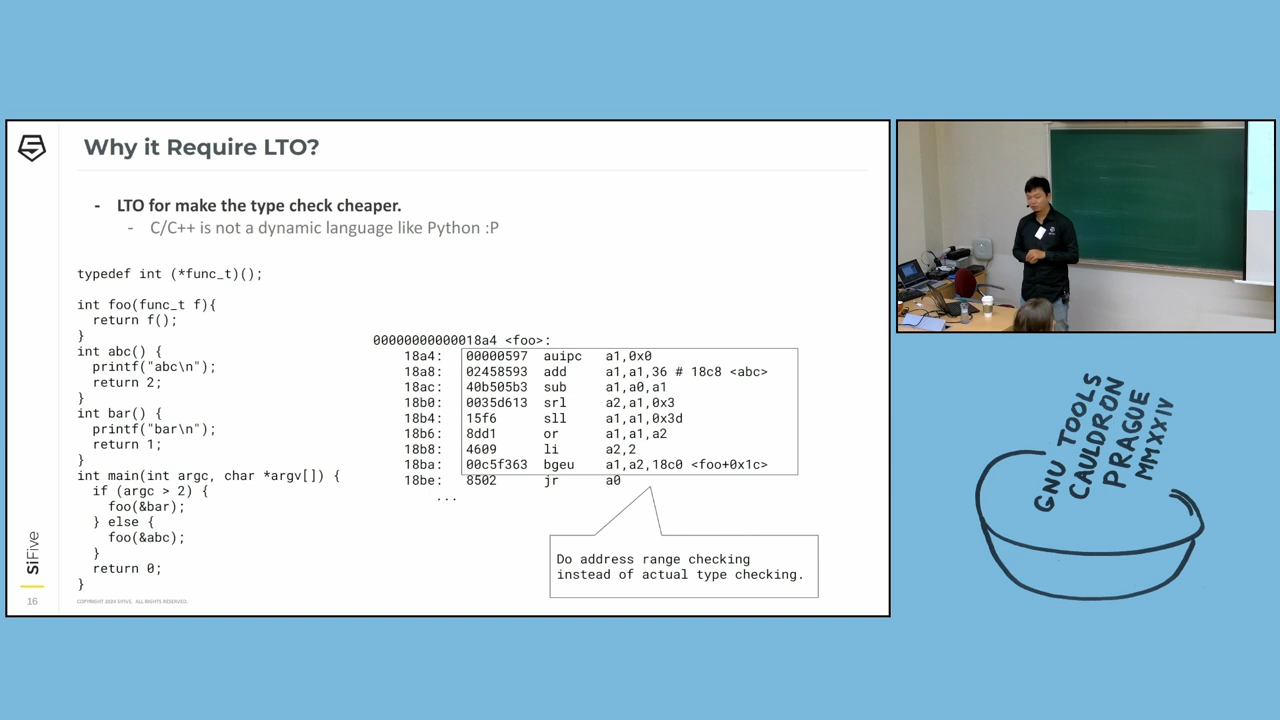 Why it Require LTO?
- LTO for make the type check cheaper.
- C/C++ is not a dynamic language like Python :P
typedef int (*func_t)();
int foo(func_t f){
return f();
}
int abc() {
printf("abc\n");
return 2;
}
int bar() {
printf("bar\n");
return 1;
}
int main(int argc, char *argv[]) {
if (argc > 2) {
foo(&bar);
} else {
foo(&abc);
}
return 0;
}
00000000000018a4 <foo>:
18a4: 00000597 auipc a1,0x0
18a8: 02458593 add a1,a1,36 # 18c8 <abc>
18ac: 40b505b3 sub a1,a0,a1
18b0: 0035d613 srl a2,a1,0x3
18b4: 15f6 sll a1,a1,0x3d
18b6: 8dd1 or a1,a1,a2
18b8: 4609 li a2,2
18ba: 00c5f363 bgeu a1,a2,18c0 <foo+0x1c>
18be: 8502 jr a0
...
Do address range checking
instead of actual type checking.
SiFive
16
COPYRIGHT 2024 SIFIVE. ALL RIGHTS RESERVED.
GNU TOOLS
CAULDRON
PRAGUE
MMXXIV